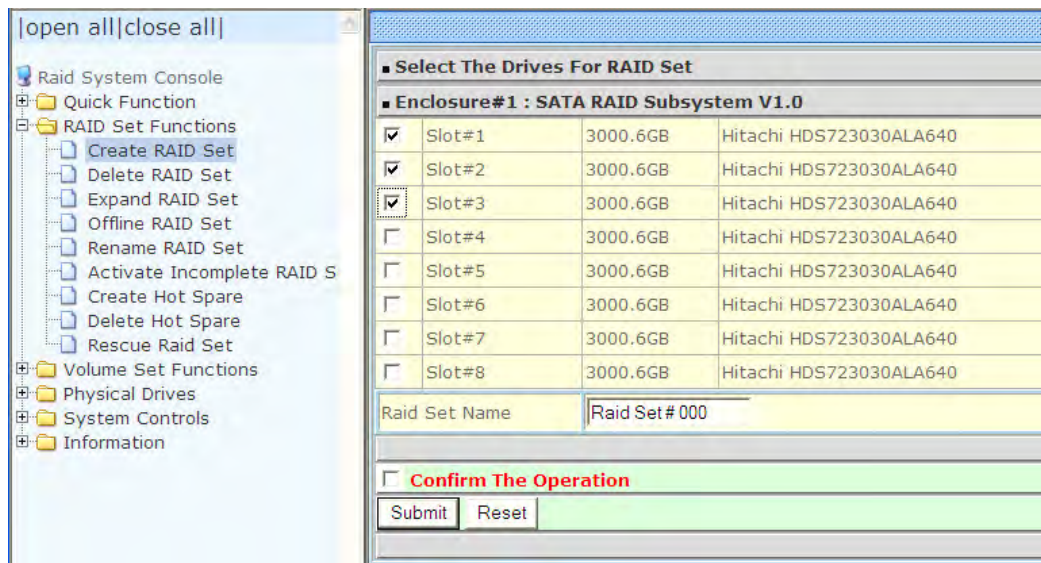 |open all|close all|
Raid System Console
Quick Function
RAID Set Functions
Create RAID Set
Delete RAID Set
Expand RAID Set
Offline RAID Set
Rename RAID Set
Activate Incomplete RAID S
Create Hot Spare
Delete Hot Spare
Rescue Raid Set
Volume Set Functions
Physical Drives
System Controls
Information
Select The Drives For RAID Set
Enclosure#1 : SATA RAID Subsystem V1.0
Slot#1 3000.6GB Hitachi HDS723030ALA640
Slot#2 3000.6GB Hitachi HDS723030ALA640
Slot#3 3000.6GB Hitachi HDS723030ALA640
Slot#4 3000.6GB Hitachi HDS723030ALA640
Slot#5 3000.6GB Hitachi HDS723030ALA640
Slot#6 3000.6GB Hitachi HDS723030ALA640
Slot#7 3000.6GB Hitachi HDS723030ALA640
Slot#8 3000.6GB Hitachi HDS723030ALA640
Raid Set Name Raid Set # 000
Confirm The Operation
Submit Reset